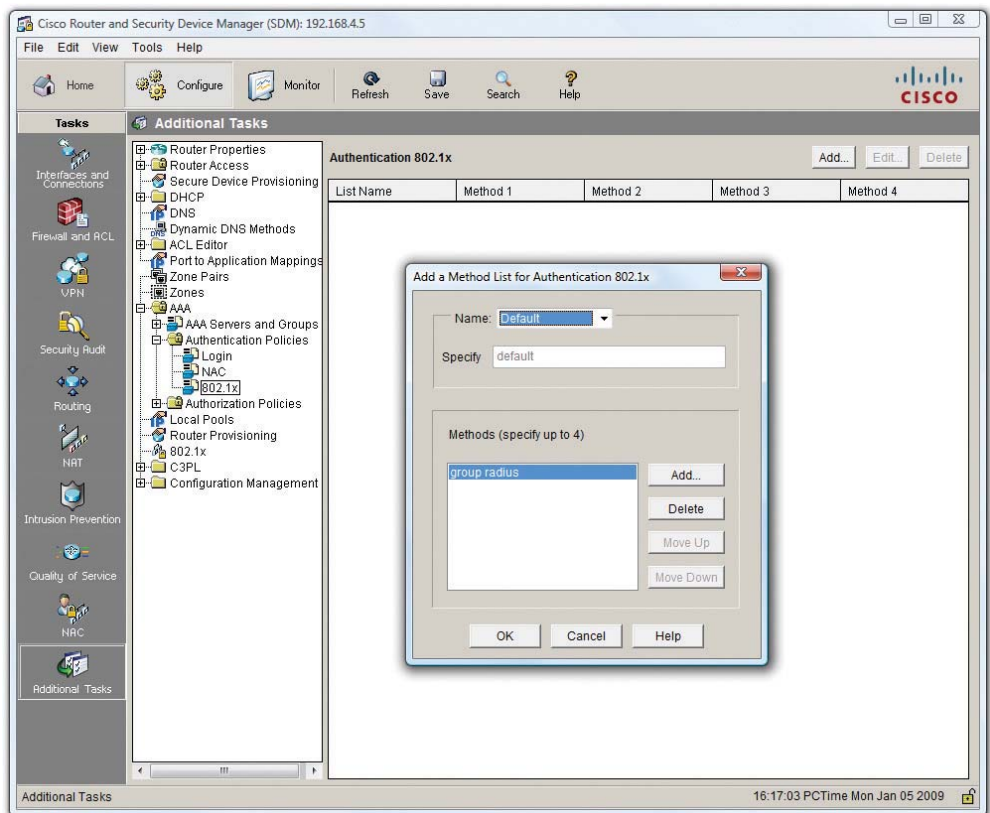 Cisco Router and Security Device Manager (SDM): 192.168.4.5
File Edit View Tools Help
Home
Configure
Monitor
Refresh
Save
Search
Help
CISCO
Tasks
Additional Tasks
Interfaces and Connections
Firewall and ACL
VPN
Security Audit
Routing
NAT
Intrusion Prevention
Quality of Service
NAC
Additional Tasks
Router Properties
Router Access
Secure Device Provisioning
DHCP
DNS
Dynamic DNS Methods
ACL Editor
Port to Application Mappings
Zone Pairs
Zones
AAA
AAA Servers and Groups
Authentication Policies
Login
NAC
802.1x
Authorization Policies
Local Pools
Router Provisioning
802.1x
C3PL
Configuration Management
Authentication 802.1x
Add... Edit... Delete
List Name Method 1 Method 2 Method 3 Method 4
Add a Method List for Authentication 802.1x
Name: Default
Specify default
Methods (specify up to 4)
group radius
Add...
Delete
Move Up
Move Down
OK Cancel Help
Additional Tasks
16:17:03 PCTime Mon Jan 05 2009